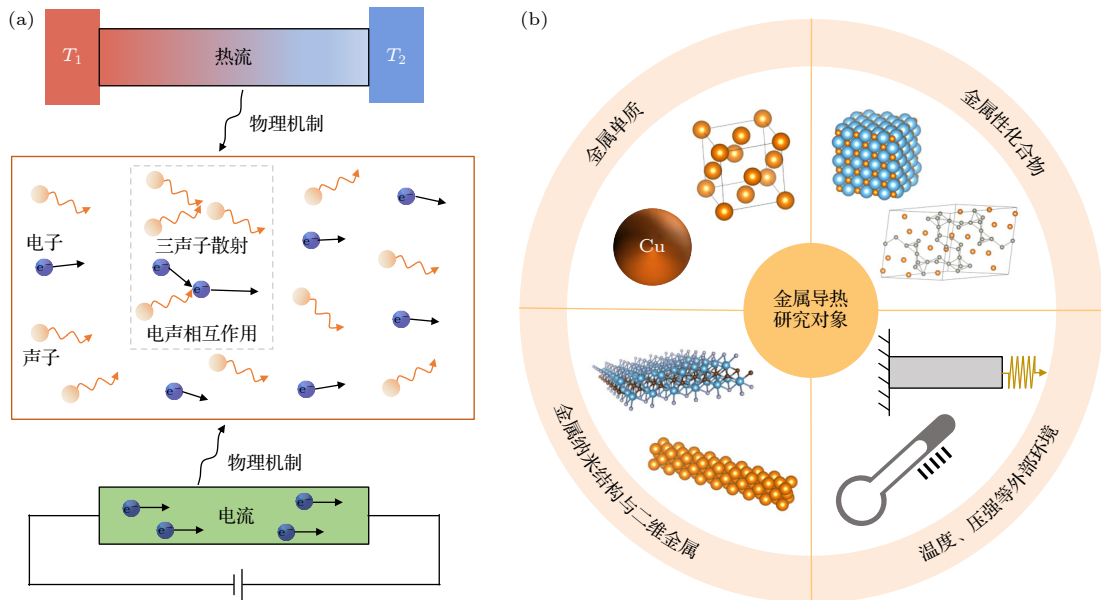 (a)
T₁
热流
T₂
物理机制
电子
e⁻
声子
三声子散射
e⁻
e⁻
电声相互作用
e⁻
e⁻
e⁻
e⁻
e⁻
物理机制
电流
e⁻
e⁻
e⁻
e⁻
(b)
金属单质
金属性化合物
Cu
金属导热
研究对象
金属纳米结构与二维金属
温度、压强等外部环境